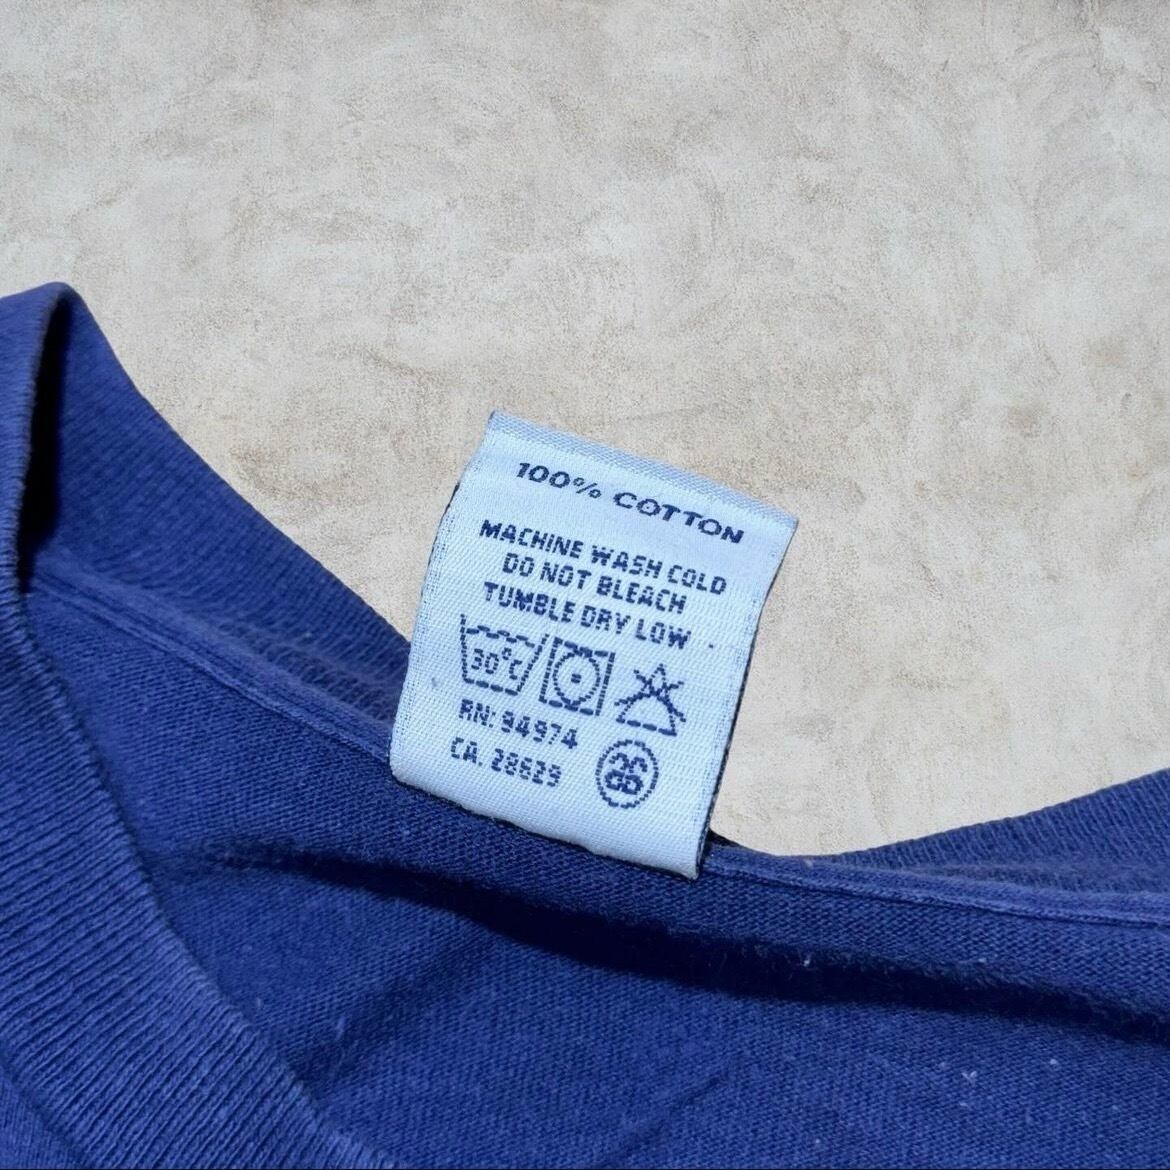 100% COTTON
MACHINE WASH COLD
DO NOT BLEACH
TUMBLE DRY LOW
30°C
RN: 94974
CA. 28629